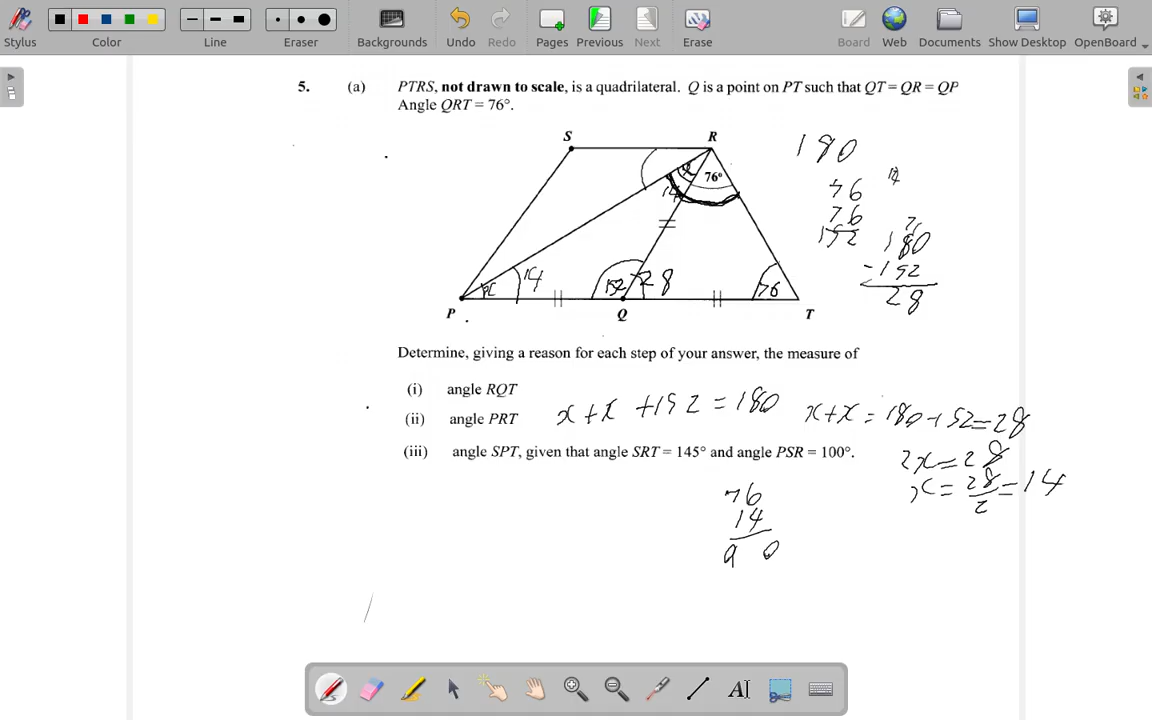 Stylus Color Line Eraser Backgrounds Undo Redo Pages Previous Next Erase Board Web Documents Show Desktop OpenBoard
5. (a) PTRS, not drawn to scale, is a quadrilateral. Q is a point on PT such that QT = QR = QP
Angle QRT = 76°.
S R
76°
14
x
14
152
28
76
P Q T
180
76
76
152
180
-152
28
Determine, giving a reason for each step of your answer, the measure of
(i) angle RQT
(ii) angle PRT
x+x +152 = 180
x+x = 180-152=28
(iii) angle SPT, given that angle SRT = 145° and angle PSR = 100°.
2x=28
x= 28/2 =14
76
14
90